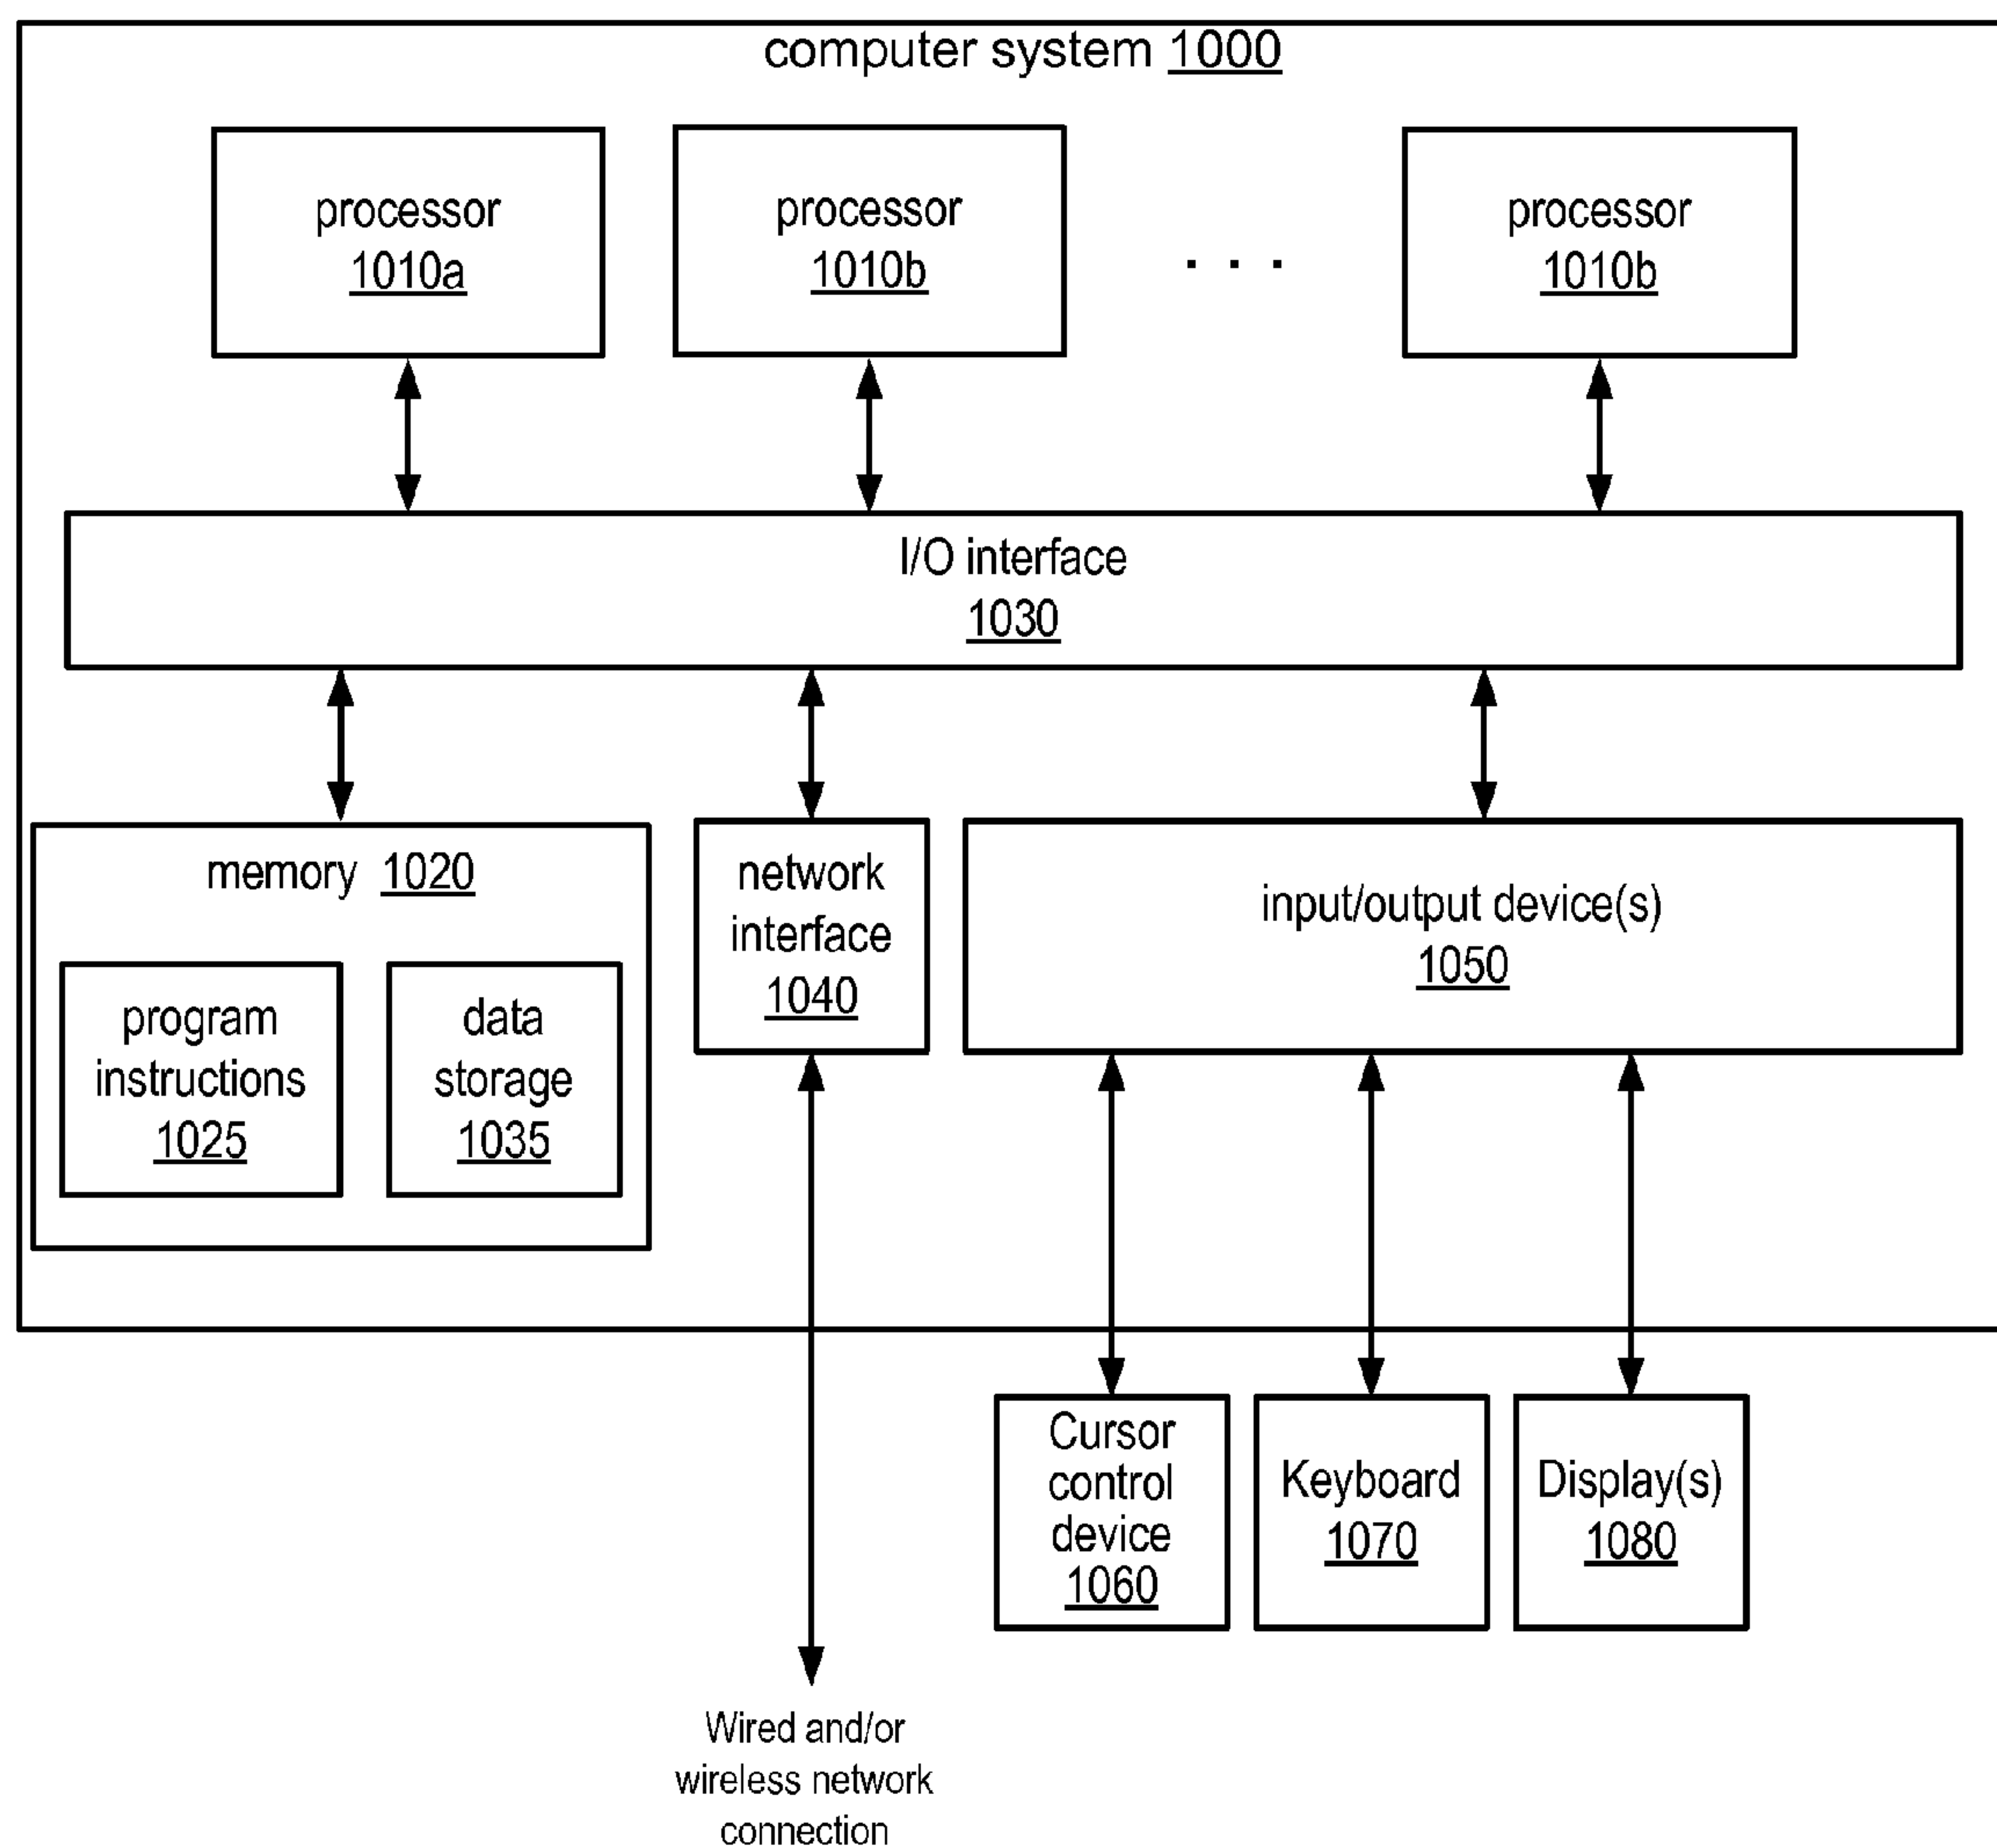 computer system 1000
processor
1010a
processor
1010b
. . .
processor
1010b
I/O interface
1030
memory 1020
program
instructions
1025
data
storage
1035
network
interface
1040
input/output device(s)
1050
Cursor
control
device
1060
Keyboard
1070
Display(s)
1080
Wired and/or
wireless network
connection